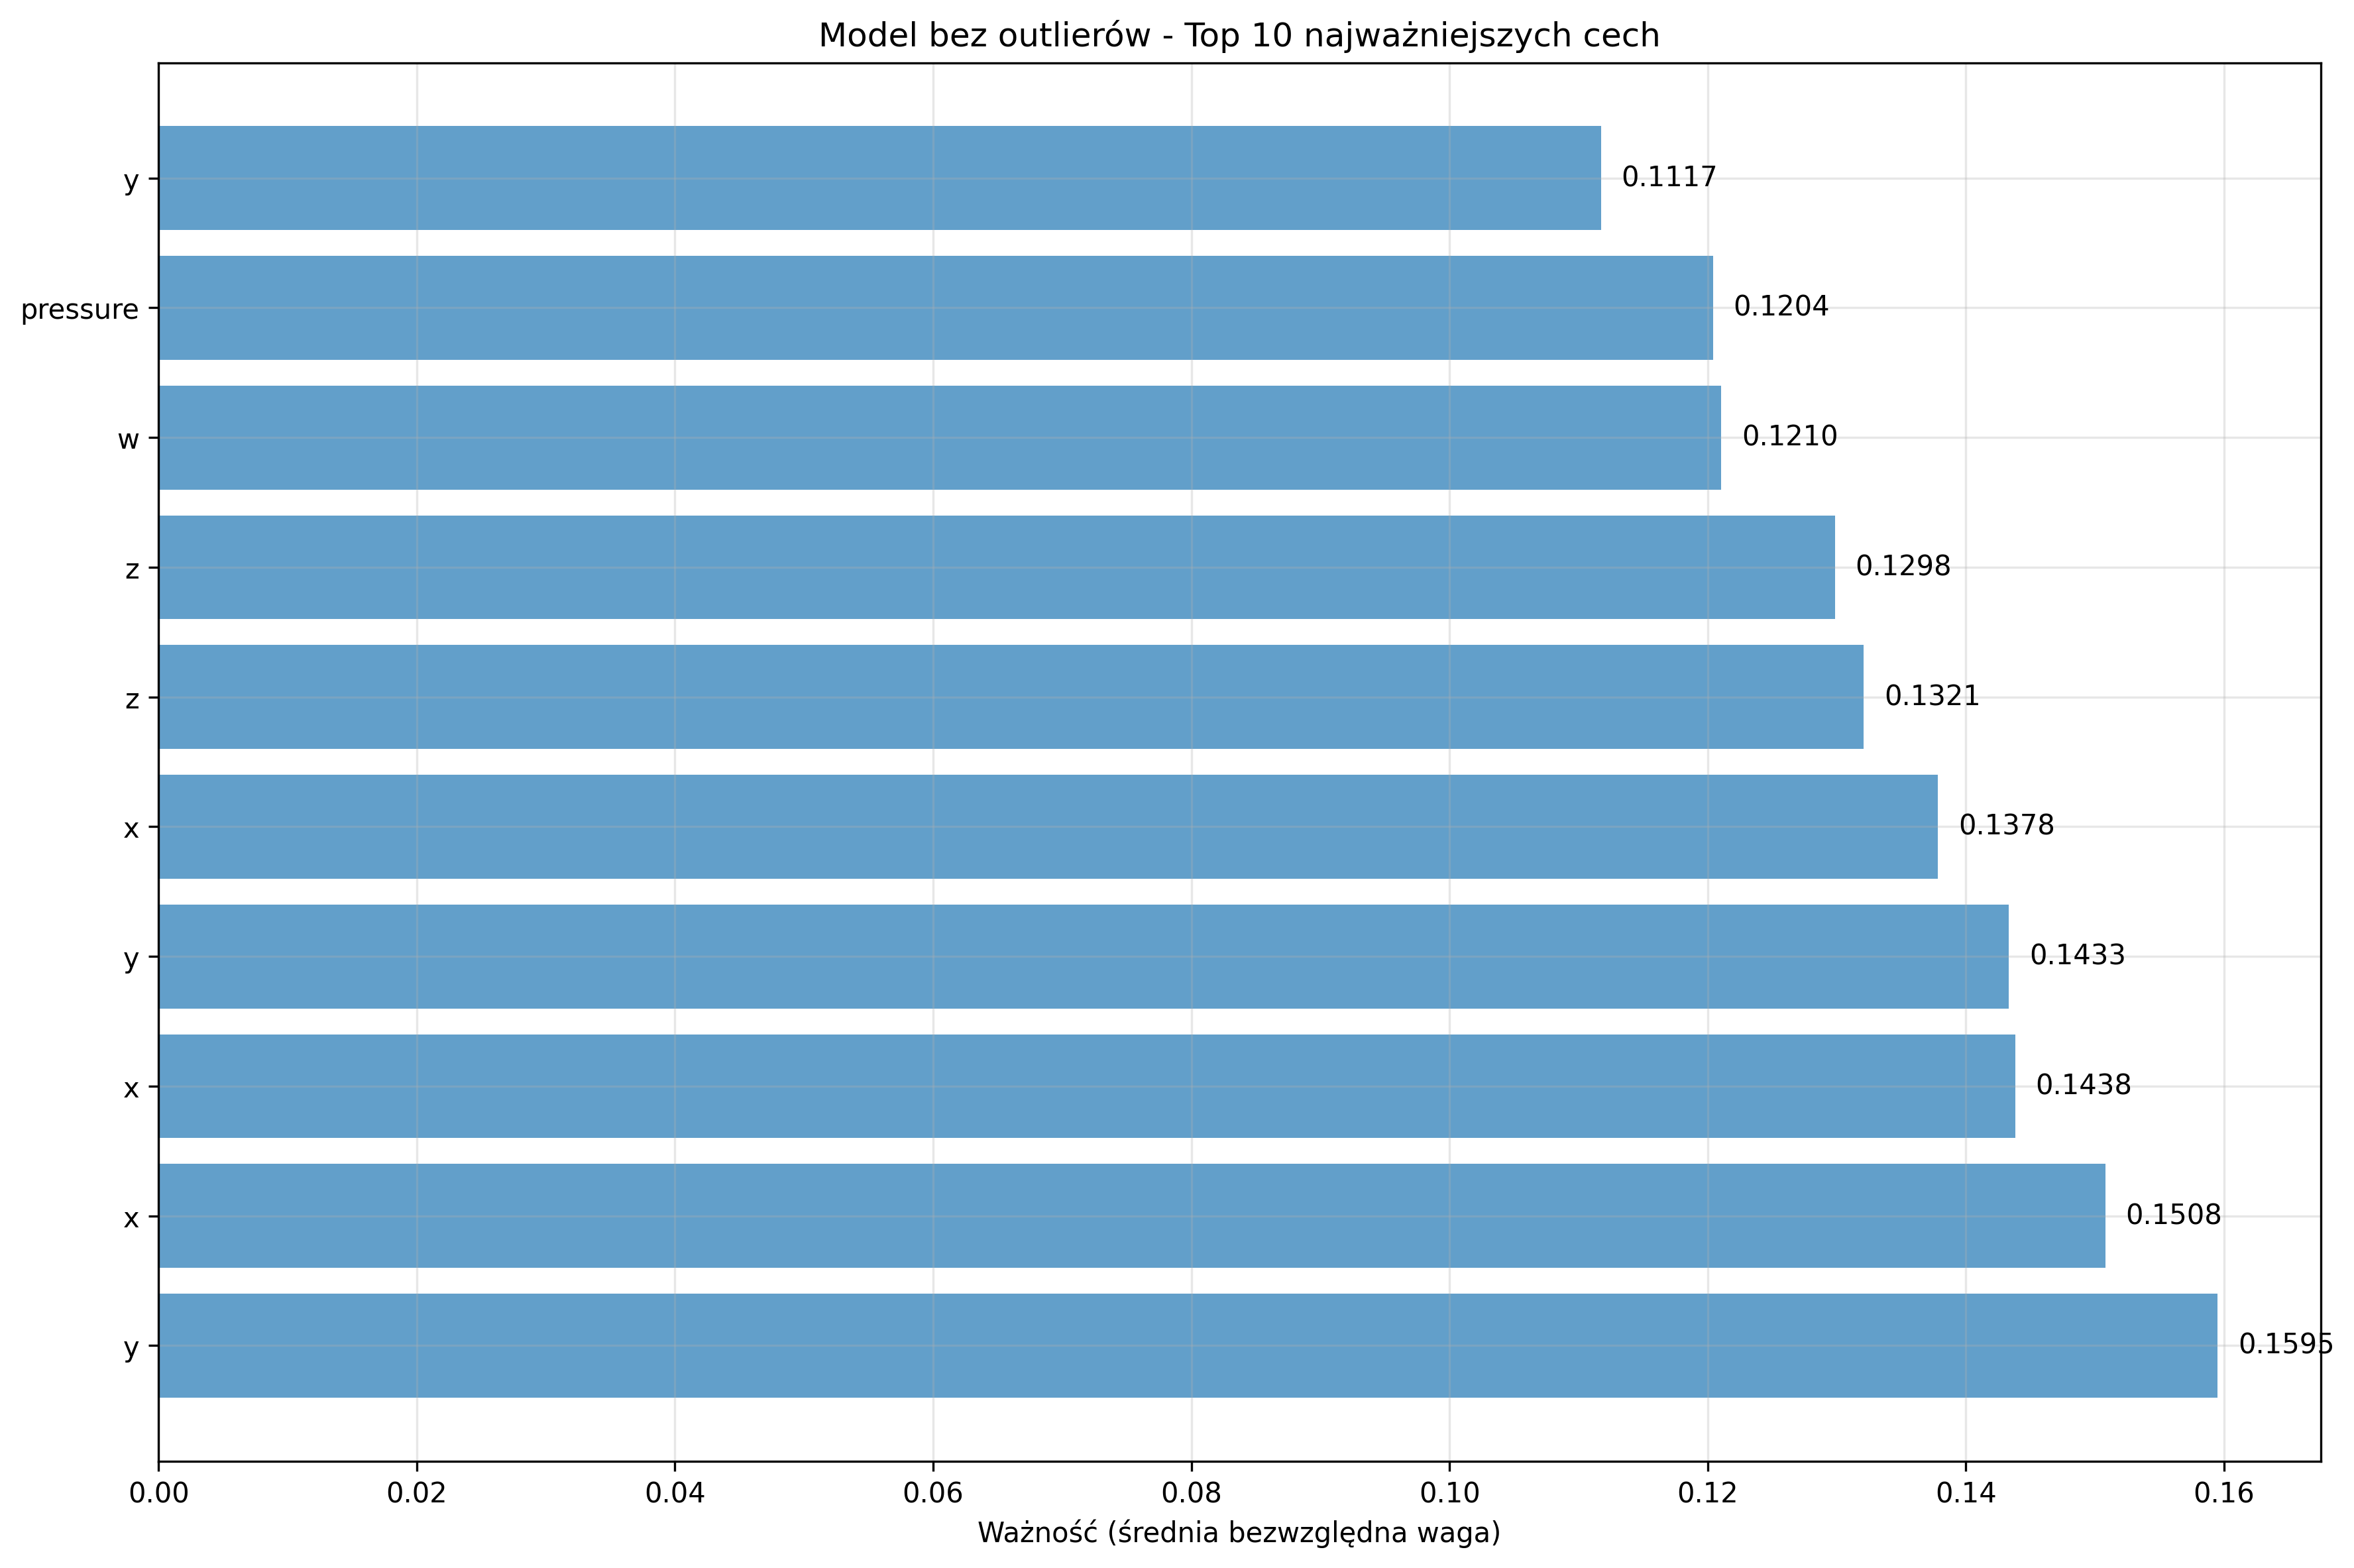 Model bez outlierów - Top 10 najważniejszych cech
y 0.1117
pressure 0.1204
w 0.1210
z 0.1298
z 0.1321
x 0.1378
y 0.1433
x 0.1438
x 0.1508
y 0.1595
0.00 0.02 0.04 0.06 0.08 0.10 0.12 0.14 0.16
Ważność (średnia bezwzględna waga)